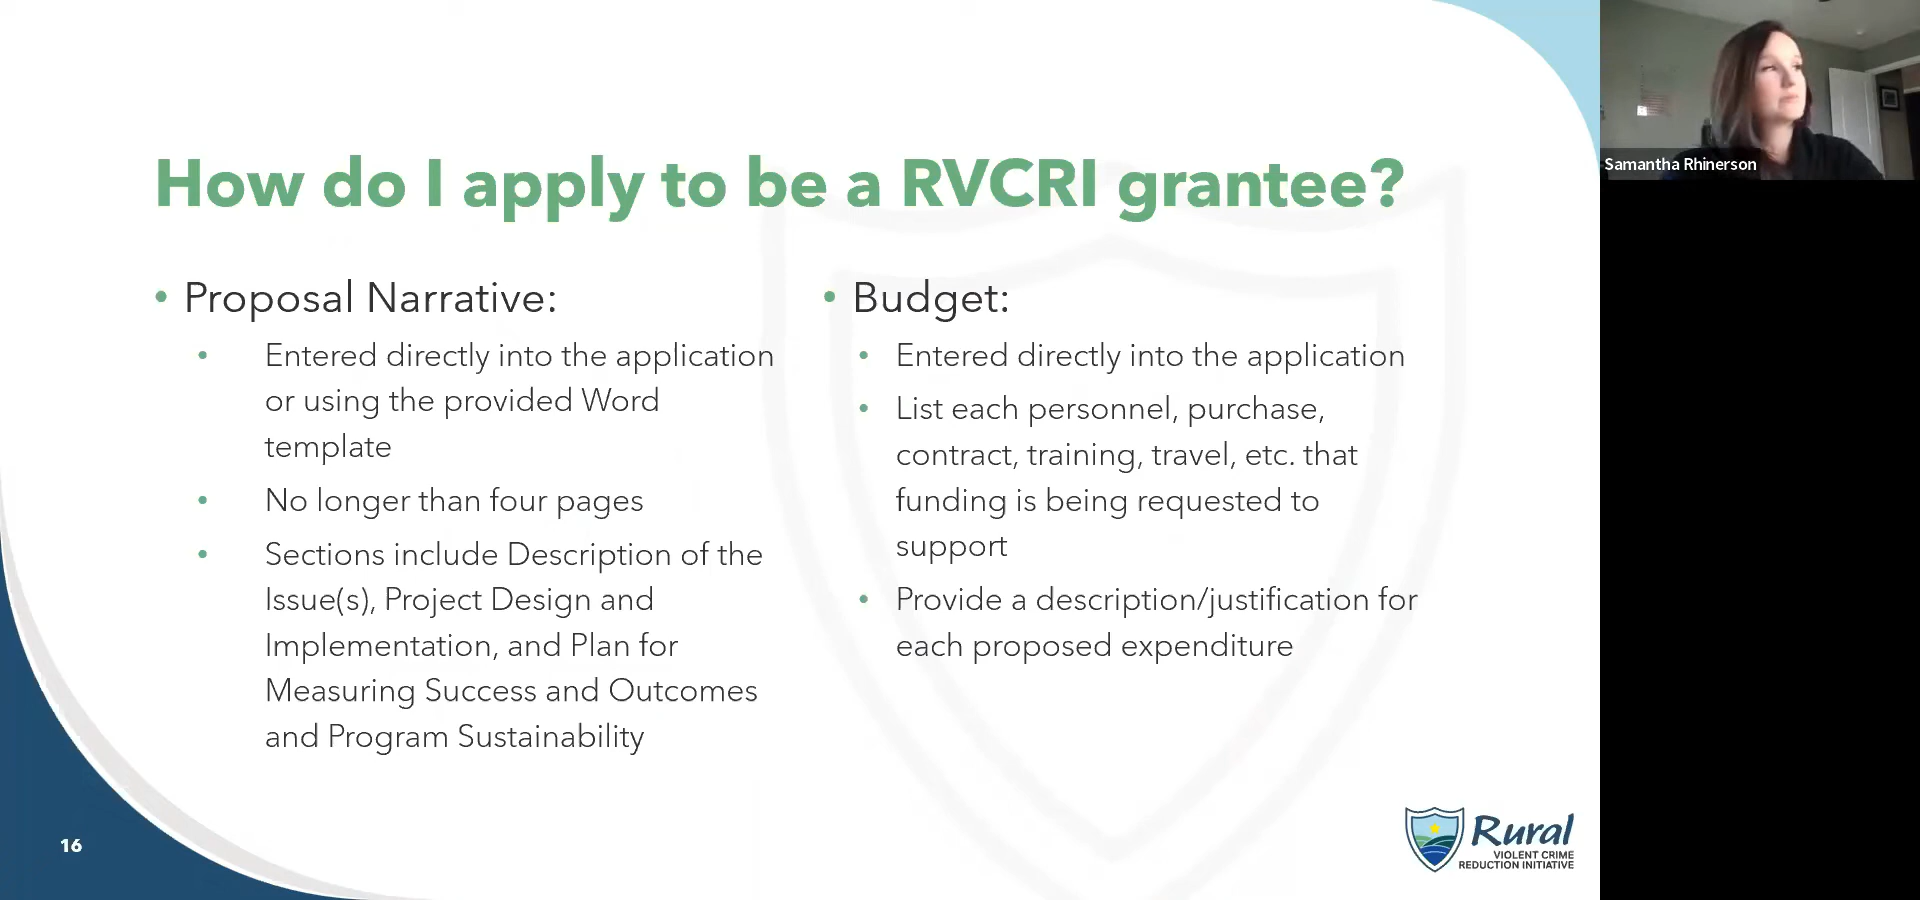 How do I apply to be a RVCRI grantee?
• Proposal Narrative:
• Entered directly into the application
or using the provided Word
template
• No longer than four pages
• Sections include Description of the
Issue(s), Project Design and
Implementation, and Plan for
Measuring Success and Outcomes
and Program Sustainability
• Budget:
• Entered directly into the application
• List each personnel, purchase,
contract, training, travel, etc. that
funding is being requested to
support
• Provide a description/justification for
each proposed expenditure
16
Rural
VIOLENT CRIME
REDUCTION INITIATIVE
Samantha Rhinerson